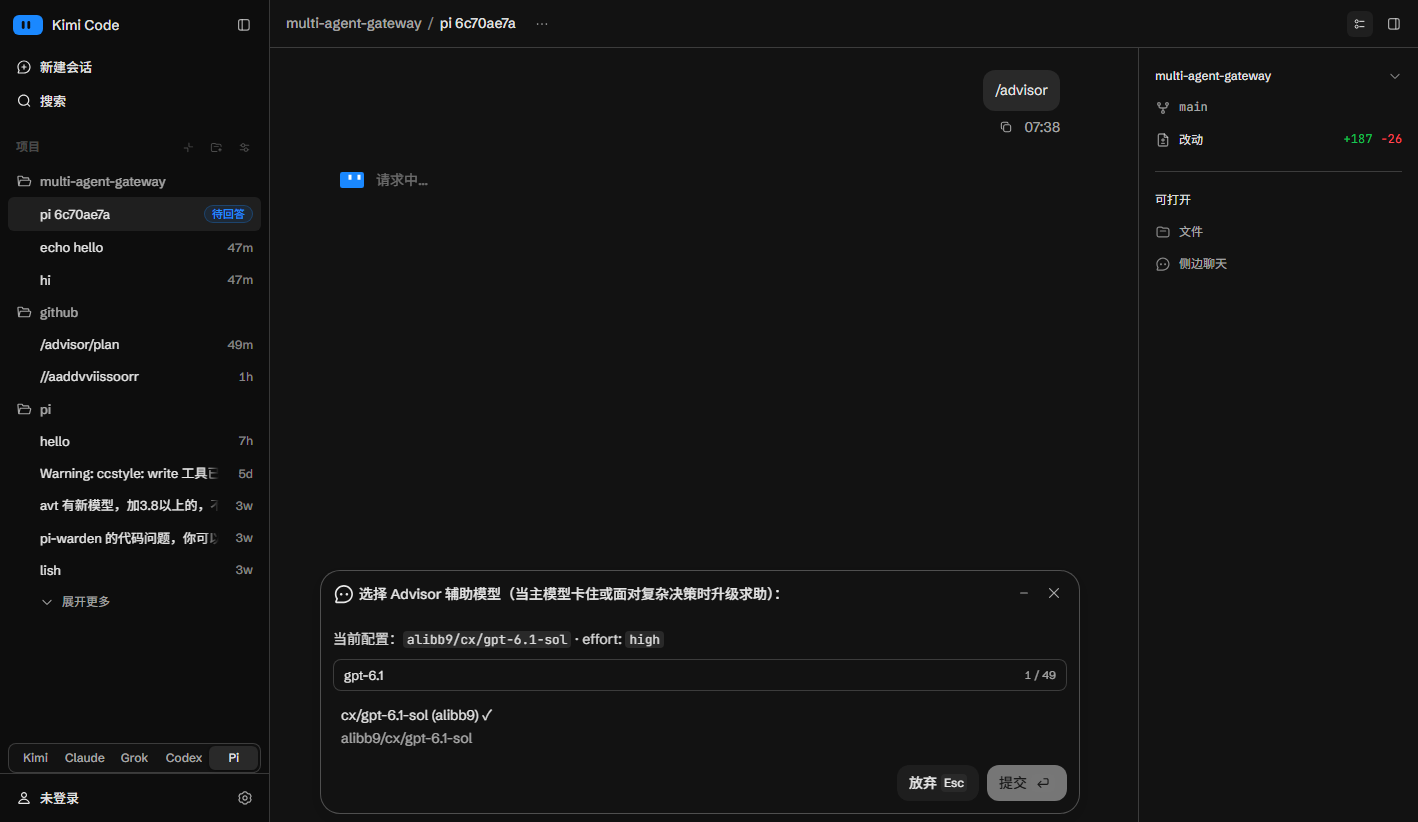 Kimi Code
新建会话
搜索
项目
multi-agent-gateway
pi 6c70ae7a 待回答
echo hello 47m
hi 47m
github
/advisor/plan 49m
//aaddvviissoorr 1h
pi
hello 7h
Warning: ccstyle: write 工具已 5d
avt 有新模型，加3.8以上的， 3w
pi-warden 的代码问题，你可以 3w
lish 3w
展开更多
Kimi Claude Grok Codex Pi
未登录
multi-agent-gateway / pi 6c70ae7a ···
/advisor
07:38
请求中...
选择 Advisor 辅助模型（当主模型卡住或面对复杂决策时升级求助）：
当前配置： alibb9/cx/gpt-6.1-sol · effort: high
gpt-6.1 1 / 49
cx/gpt-6.1-sol (alibb9) ✓
alibb9/cx/gpt-6.1-sol
放弃 Esc 提交
multi-agent-gateway
main
改动 +187 -26
可打开
文件
侧边聊天